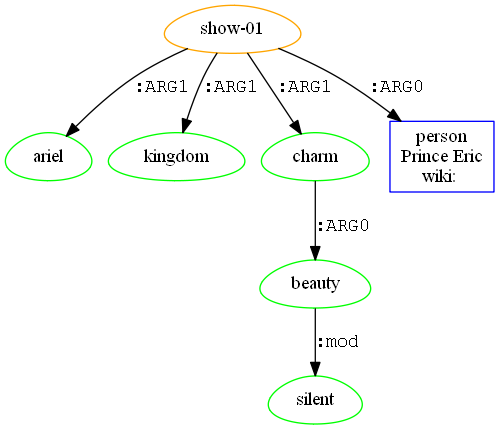 show-01
:ARG1 :ARG1 :ARG1 :ARG0
ariel kingdom charm person
Prince Eric
wiki:
:ARG0
beauty
:mod
silent